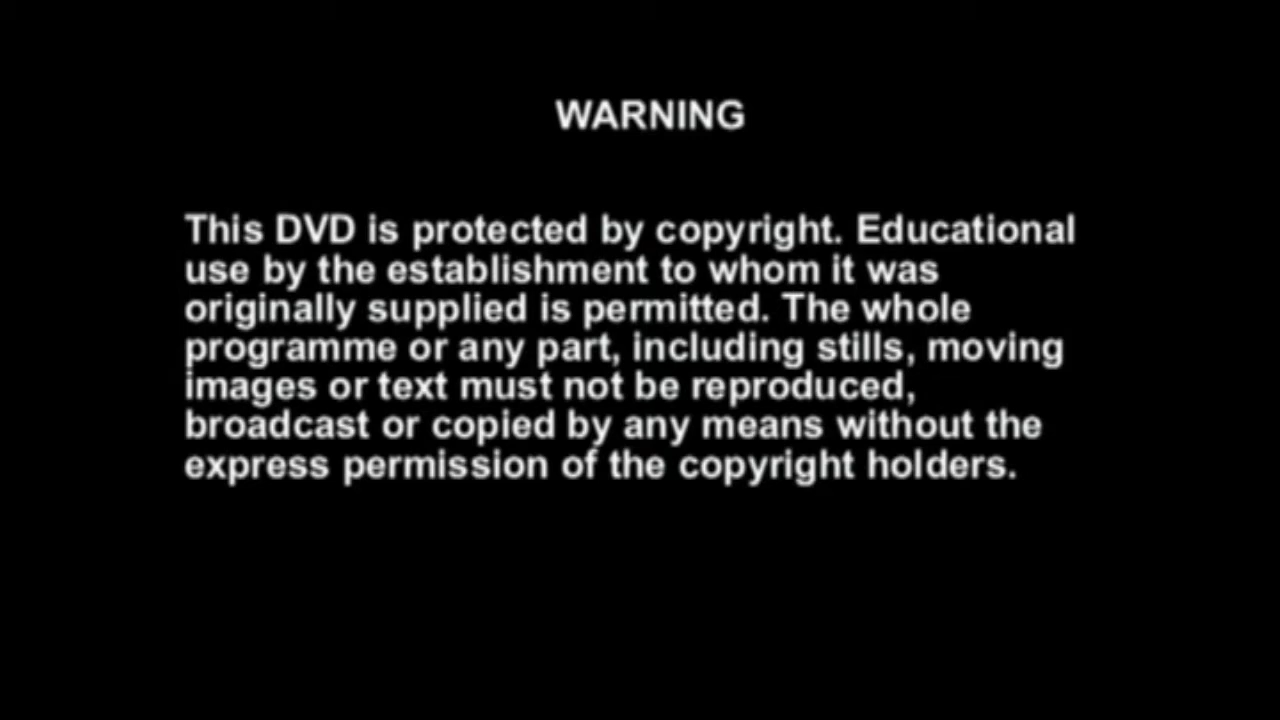 WARNING
This DVD is protected by copyright. Educational
use by the establishment to whom it was
originally supplied is permitted. The whole
programme or any part, including stills, moving
images or text must not be reproduced,
broadcast or copied by any means without the
express permission of the copyright holders.